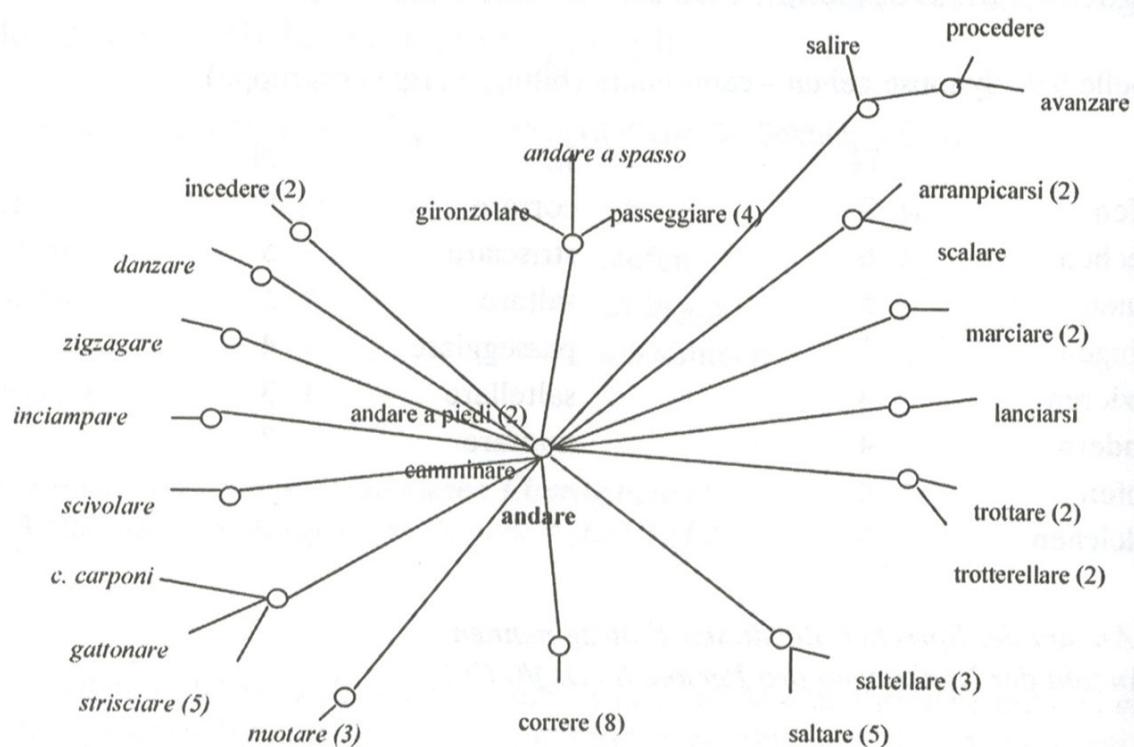 procedere
salire
avanzare
andare a spasso
incedere (2)
arrampicarsi (2)
gironzolare
passeggiare (4)
scalare
danzare
marciare (2)
zigzagare
andare a piedi (2)
lanciarsi
inciampare
camminare
scivolare
andare
trottare (2)
c. carponi
trotterellare (2)
gattonare
saltellare (3)
strisciare (5)
correre (8)
nuotare (3)
saltare (5)